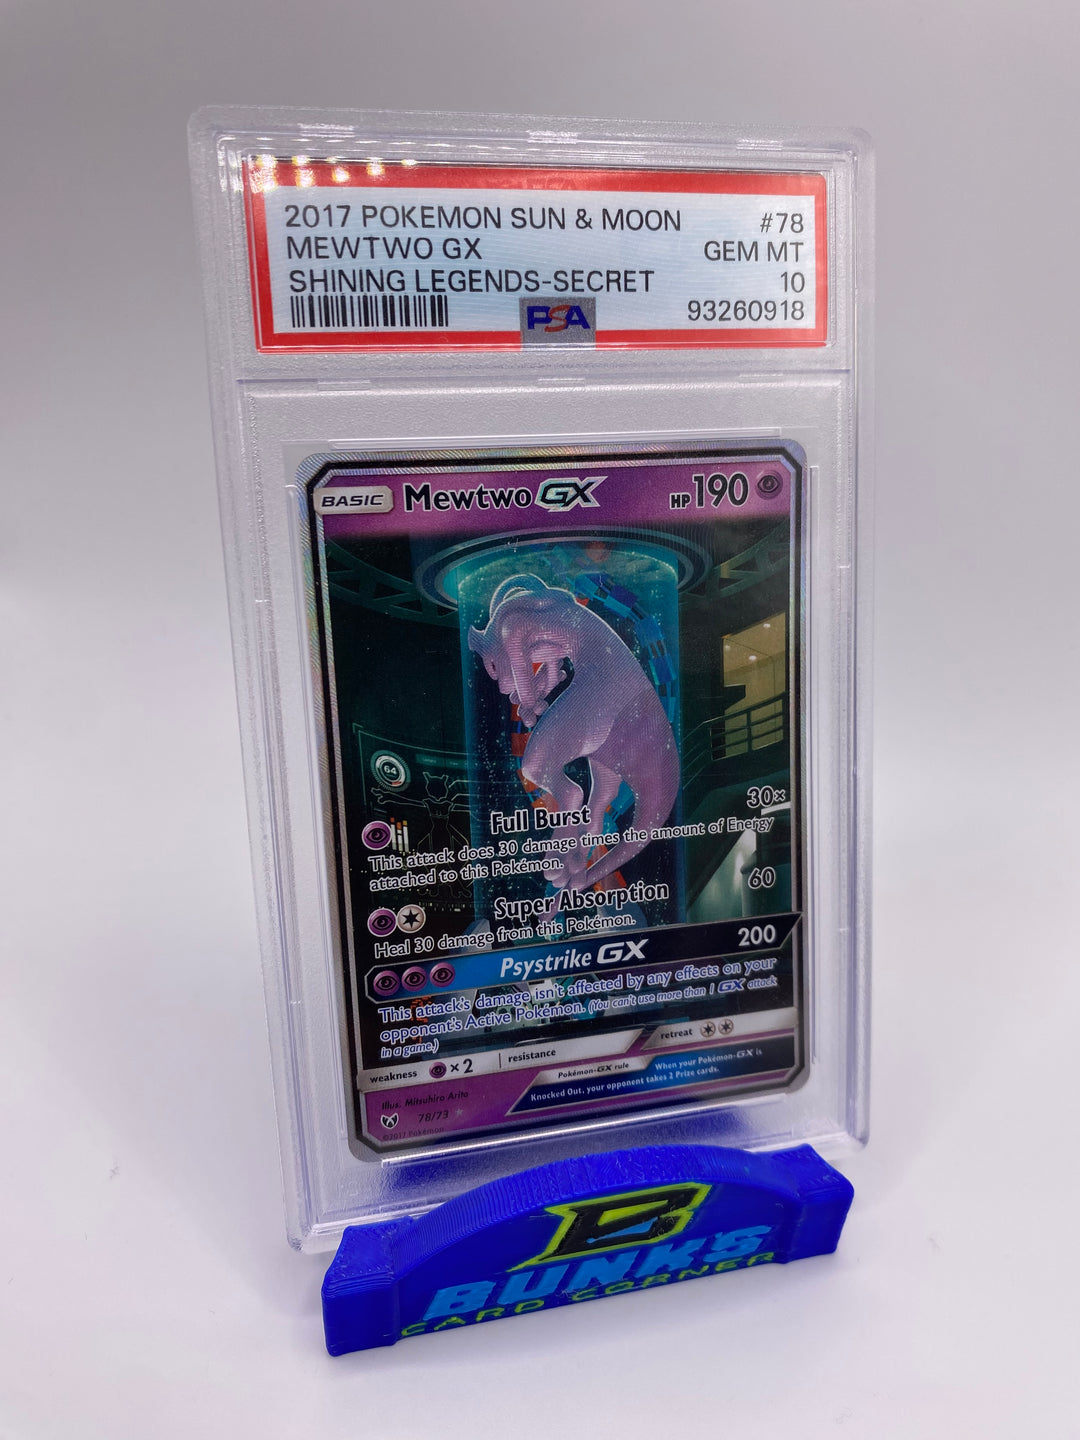 2017 POKEMON SUN & MOON #78
MEWTWO GX GEM MT
SHINING LEGENDS-SECRET 10
PSA 93260918
BASIC Mewtwo GX HP 190
64
Full Burst 30×
This attack does 30 damage times the amount of Energy
attached to this Pokémon.
Super Absorption 60
Heal 30 damage from this Pokémon.
Psystrike GX 200
This attack's damage isn't affected by any effects on your
opponent's Active Pokémon. (You can't use more than 1 GX attack
in a game.)
weakness ×2 resistance retreat
Pokémon-GX rule When your Pokémon-GX is
Knocked Out, your opponent takes 2 Prize cards.
Illus. Mitsuhiro Arita
78/73
©2017 Pokémon
B
BUNK'S
CARD CORNER